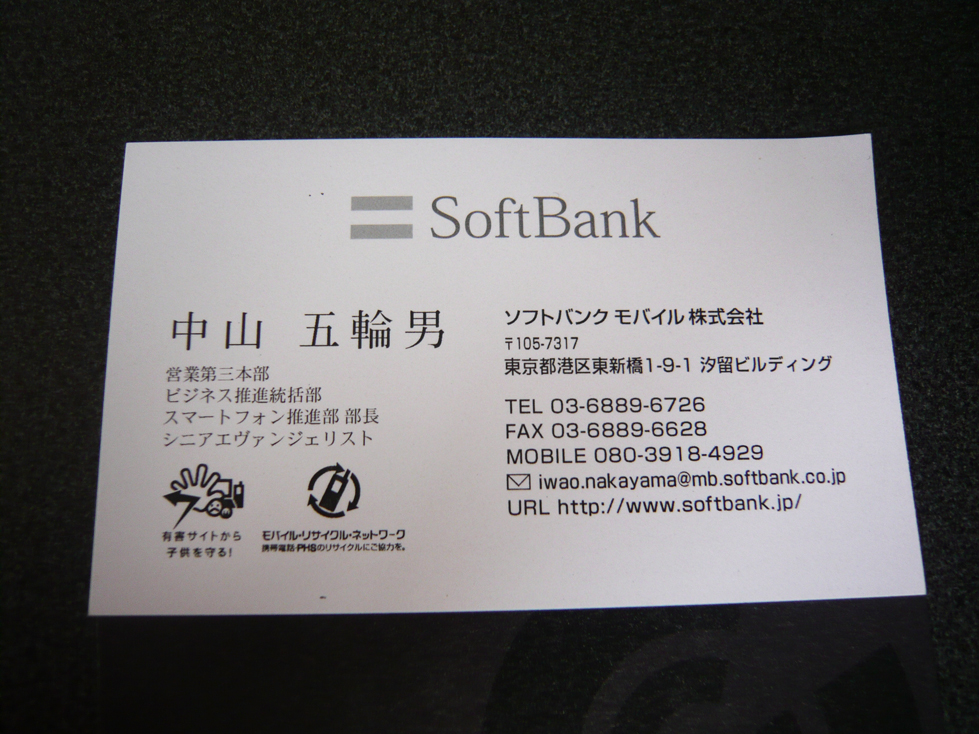 SoftBank
中山 五輪男
営業第三本部
ビジネス推進統括部
スマートフォン推進部 部長
シニアエヴァンジェリスト
有害サイトから
子供を守る!
モバイル・リサイクル・ネットワーク
携帯電話・PHSのリサイクルにご協力を。
ソフトバンク モバイル 株式会社
〒105-7317
東京都港区東新橋1-9-1 汐留ビルディング
TEL 03-6889-6726
FAX 03-6889-6628
MOBILE 080-3918-4929
iwao.nakayama@mb.softbank.co.jp
URL http://www.softbank.jp/